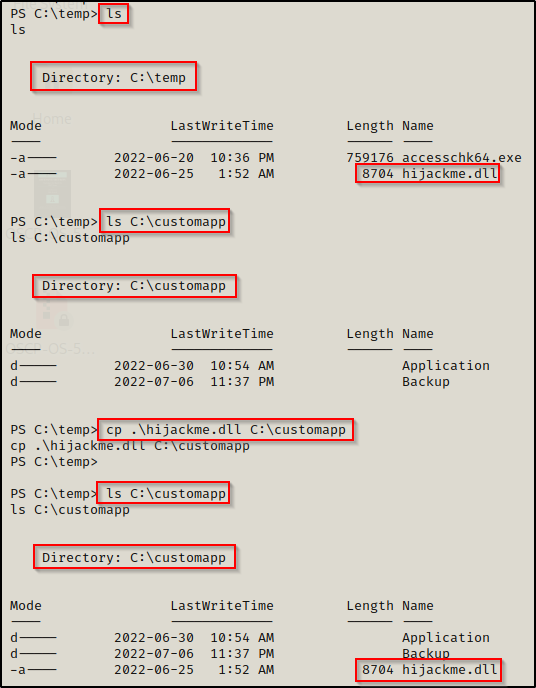 PS C:\temp> ls
ls
Directory: C:\temp
Mode LastWriteTime Length Name
---- ------------- ------ ----
-a---- 2022-06-20 10:36 PM 759176 accesschk64.exe
-a---- 2022-06-25 1:52 AM 8704 hijackme.dll
PS C:\temp> ls C:\customapp
ls C:\customapp
Directory: C:\customapp
Mode LastWriteTime Length Name
---- ------------- ------ ----
d----- 2022-06-30 10:54 AM Application
d----- 2022-07-06 11:37 PM Backup
PS C:\temp> cp .\hijackme.dll C:\customapp
cp .\hijackme.dll C:\customapp
PS C:\temp>
PS C:\temp> ls C:\customapp
ls C:\customapp
Directory: C:\customapp
Mode LastWriteTime Length Name
---- ------------- ------ ----
d----- 2022-06-30 10:54 AM Application
d----- 2022-07-06 11:37 PM Backup
-a---- 2022-06-25 1:52 AM 8704 hijackme.dll